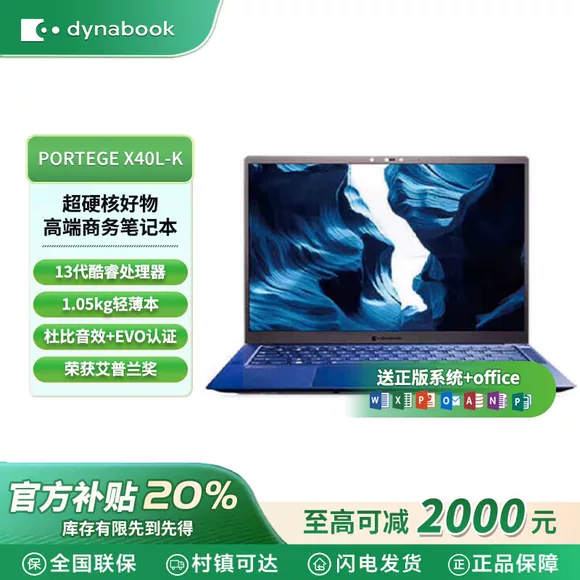 dynabook
PORTEGE X40L-K
超硬核好物
高端商务笔记本
13代酷睿处理器
1.05kg轻薄本
杜比音效+EVO认证
荣获艾普兰奖
dynabook
送正版系统+office
W X P O A N P
官方补贴20%
库存有限先到先得
至高可减 2000 元
全国联保 村镇可达 闪电发货 正品保障